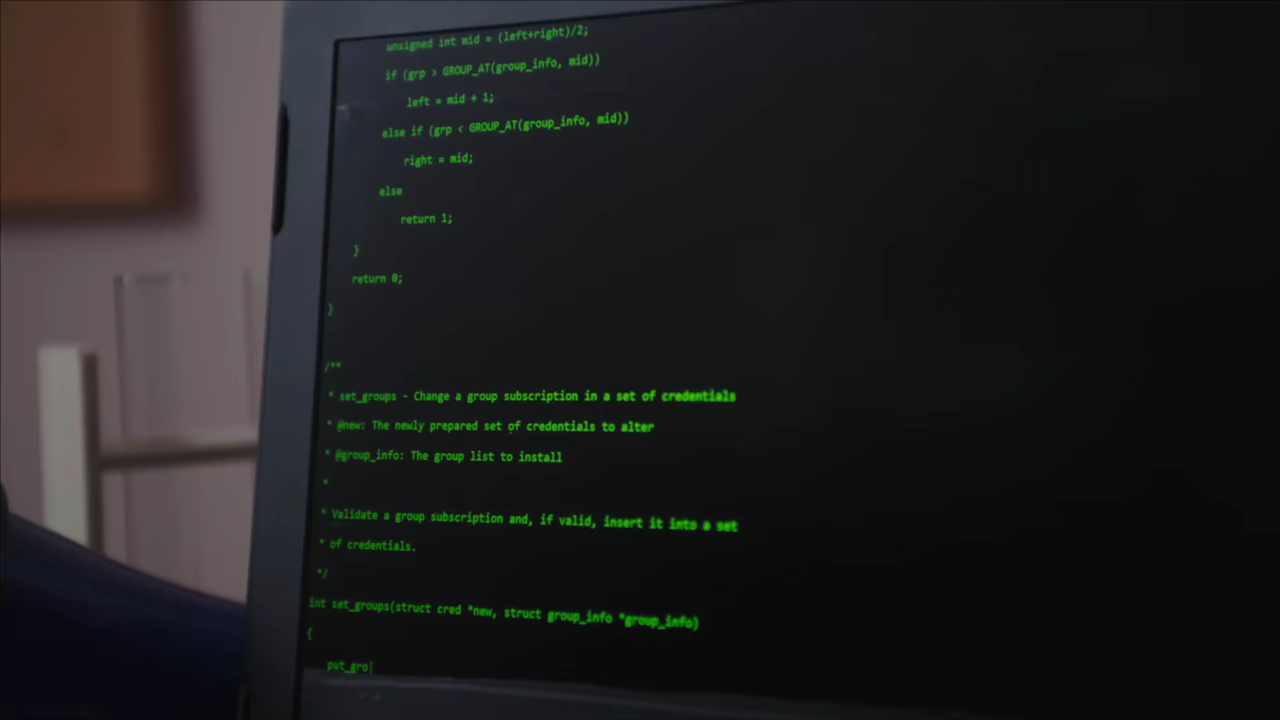 unsigned int mid = (left+right)/2;
if (grp > GROUP_AT(group_info, mid))
left = mid + 1;
else if (grp < GROUP_AT(group_info, mid))
right = mid;
else
return 1;
}
return 0;
}
/**
* set_groups - Change a group subscription in a set of credentials
* @new: The newly prepared set of credentials to alter
* @group_info: The group list to install
*
* Validate a group subscription and, if valid, insert it into a set
* of credentials.
*/
int set_groups(struct cred *new, struct group_info *group_info)
{
put_gro|